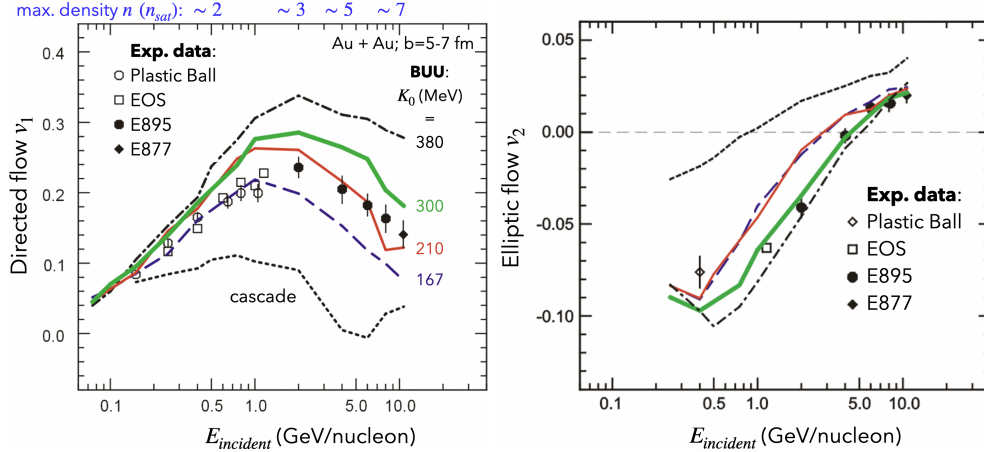 max. density n (n_sat): ~ 2 ~ 3 ~ 5 ~ 7
Au + Au; b=5-7 fm
Exp. data:
Plastic Ball
EOS
E895
E877
BUU:
K_0 (MeV)
=
380
300
210
167
cascade
Directed flow v_1
0.4
0.3
0.2
0.1
0.0
0.1 0.5 1.0 5.0 10.0
E_incident (GeV/nucleon)
Elliptic flow v_2
0.05
0.00
-0.05
-0.10
Exp. data:
Plastic Ball
EOS
E895
E877
0.1 0.5 1.0 5.0 10.0
E_incident (GeV/nucleon)